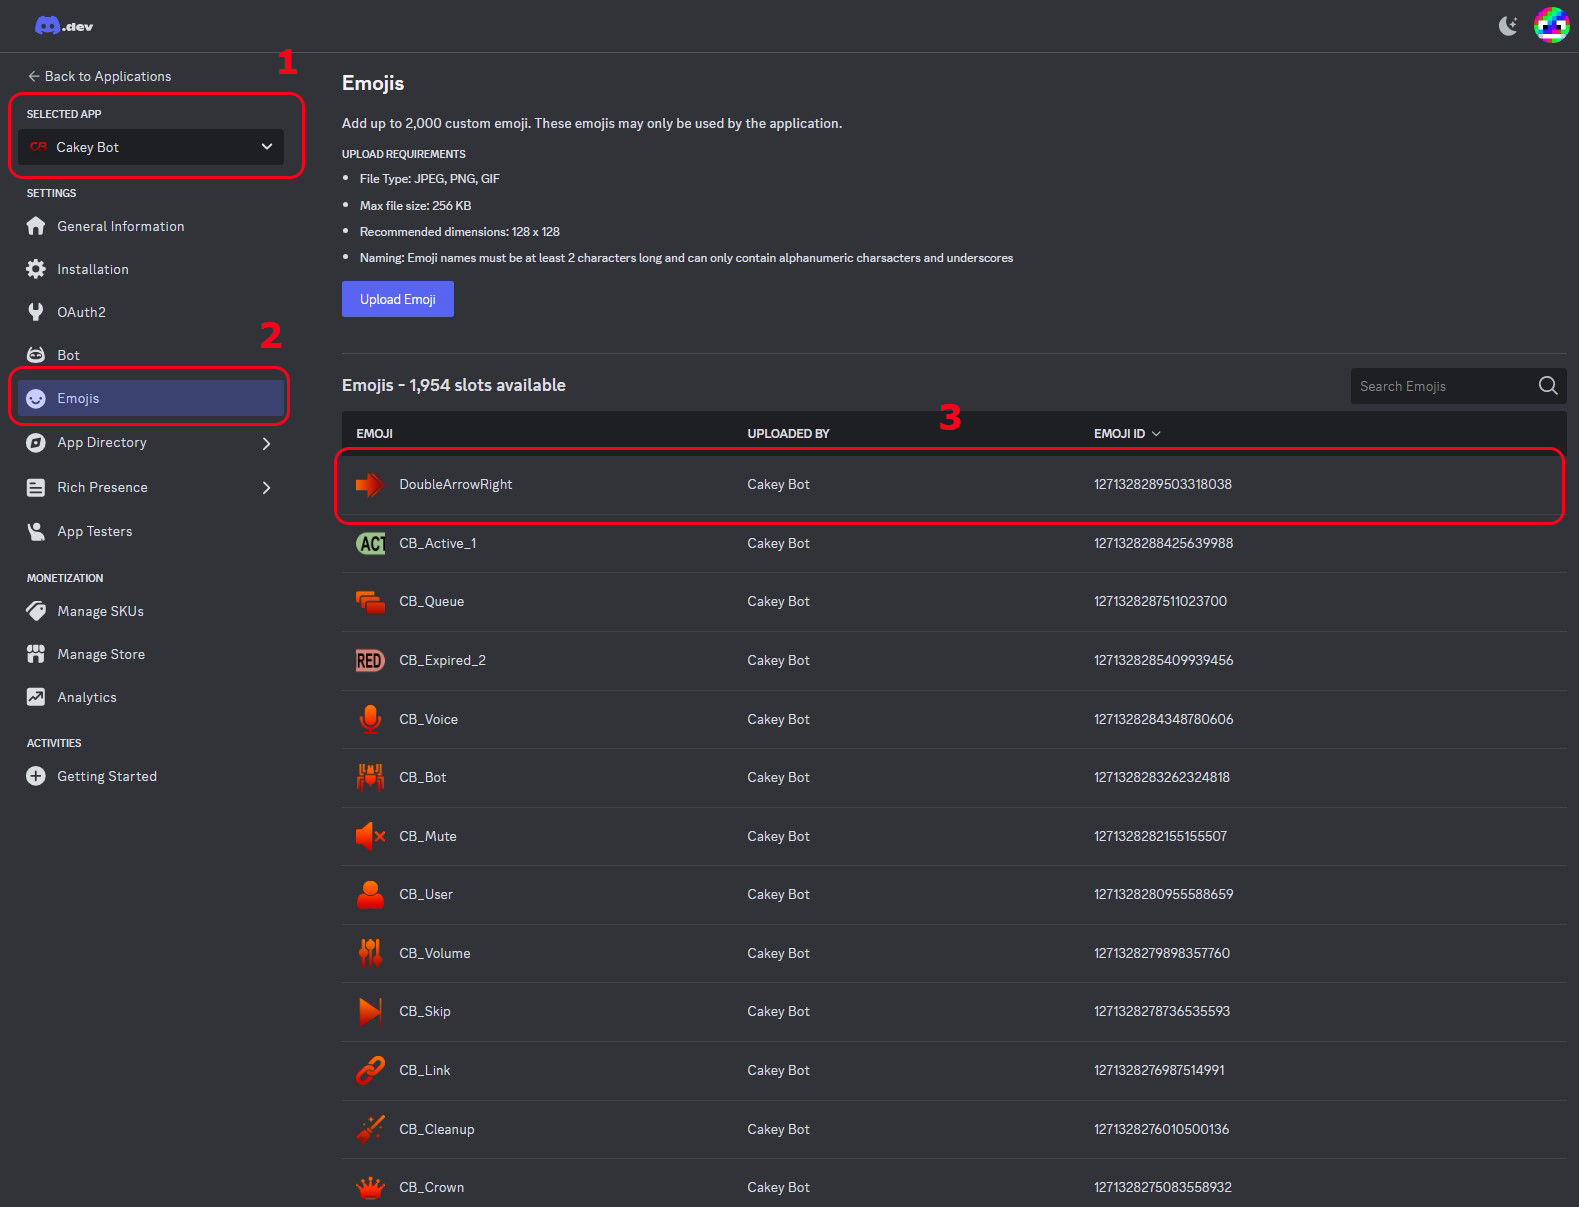 .dev
1
Back to Applications
SELECTED APP
CB Cakey Bot
SETTINGS
General Information
Installation
OAuth2
2
Bot
Emojis
App Directory
Rich Presence
App Testers
MONETIZATION
Manage SKUs
Manage Store
Analytics
ACTIVITIES
Getting Started
Emojis
Add up to 2,000 custom emoji. These emojis may only be used by the application.
UPLOAD REQUIREMENTS
File Type: JPEG, PNG, GIF
Max file size: 256 KB
Recommended dimensions: 128 x 128
Naming: Emoji names must be at least 2 characters long and can only contain alphanumeric charsacters and underscores
Upload Emoji
Emojis - 1,954 slots available
Search Emojis
3
EMOJI UPLOADED BY EMOJI ID
DoubleArrowRight Cakey Bot 1271328289503318038
ACT CB_Active_1 Cakey Bot 1271328288425639988
CB_Queue Cakey Bot 1271328287511023700
RED CB_Expired_2 Cakey Bot 1271328285409939456
CB_Voice Cakey Bot 1271328284348780606
CB_Bot Cakey Bot 1271328283262324818
CB_Mute Cakey Bot 1271328282155155507
CB_User Cakey Bot 1271328280955588659
CB_Volume Cakey Bot 1271328279898357760
CB_Skip Cakey Bot 1271328278736535593
CB_Link Cakey Bot 1271328276987514991
CB_Cleanup Cakey Bot 1271328276010500136
CB_Crown Cakey Bot 1271328275083558932